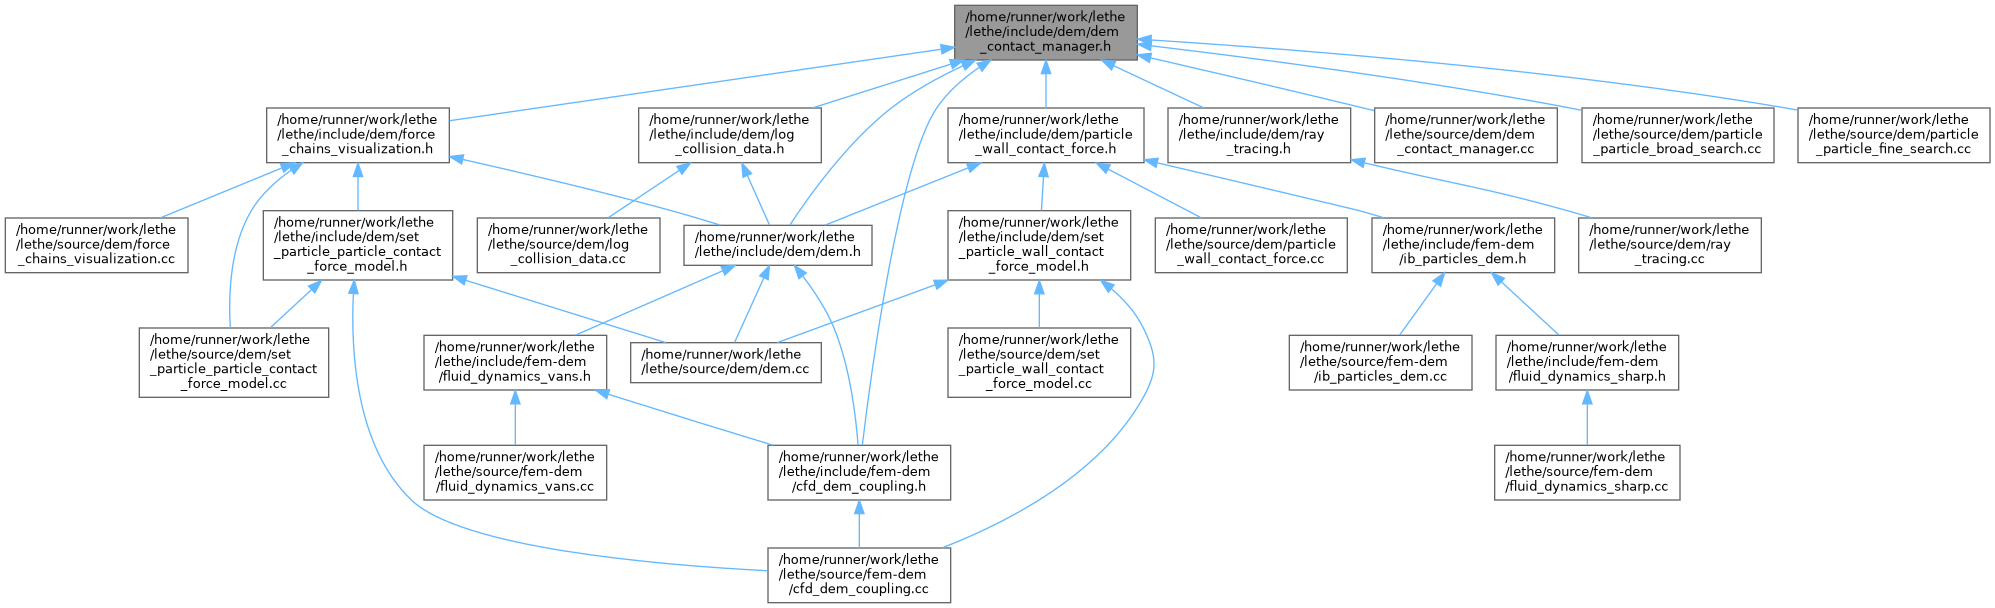 /home/runner/work/lethe
/lethe/include/dem/dem
_contact_manager.h
/home/runner/work/lethe
/lethe/include/dem/force
_chains_visualization.h
/home/runner/work/lethe
/lethe/include/dem/log
_collision_data.h
/home/runner/work/lethe
/lethe/include/dem/particle
_wall_contact_force.h
/home/runner/work/lethe
/lethe/include/dem/ray
_tracing.h
/home/runner/work/lethe
/lethe/source/dem/dem
_contact_manager.cc
/home/runner/work/lethe
/lethe/source/dem/particle
_particle_broad_search.cc
/home/runner/work/lethe
/lethe/source/dem/particle
_particle_fine_search.cc
/home/runner/work/lethe
/lethe/source/dem/force
_chains_visualization.cc
/home/runner/work/lethe
/lethe/include/dem/set
_particle_particle_contact
_force_model.h
/home/runner/work/lethe
/lethe/source/dem/log
_collision_data.cc
/home/runner/work/lethe
/lethe/include/dem/dem.h
/home/runner/work/lethe
/lethe/include/dem/set
_particle_wall_contact
_force_model.h
/home/runner/work/lethe
/lethe/source/dem/particle
_wall_contact_force.cc
/home/runner/work/lethe
/lethe/include/fem-dem
/ib_particles_dem.h
/home/runner/work/lethe
/lethe/source/dem/ray
_tracing.cc
/home/runner/work/lethe
/lethe/source/dem/set
_particle_particle_contact
_force_model.cc
/home/runner/work/lethe
/lethe/include/fem-dem
/fluid_dynamics_vans.h
/home/runner/work/lethe
/lethe/source/dem/dem.cc
/home/runner/work/lethe
/lethe/source/dem/set
_particle_wall_contact
_force_model.cc
/home/runner/work/lethe
/lethe/source/fem-dem
/ib_particles_dem.cc
/home/runner/work/lethe
/lethe/include/fem-dem
/fluid_dynamics_sharp.h
/home/runner/work/lethe
/lethe/source/fem-dem
/fluid_dynamics_vans.cc
/home/runner/work/lethe
/lethe/include/fem-dem
/cfd_dem_coupling.h
/home/runner/work/lethe
/lethe/source/fem-dem
/fluid_dynamics_sharp.cc
/home/runner/work/lethe
/lethe/source/fem-dem
/cfd_dem_coupling.cc